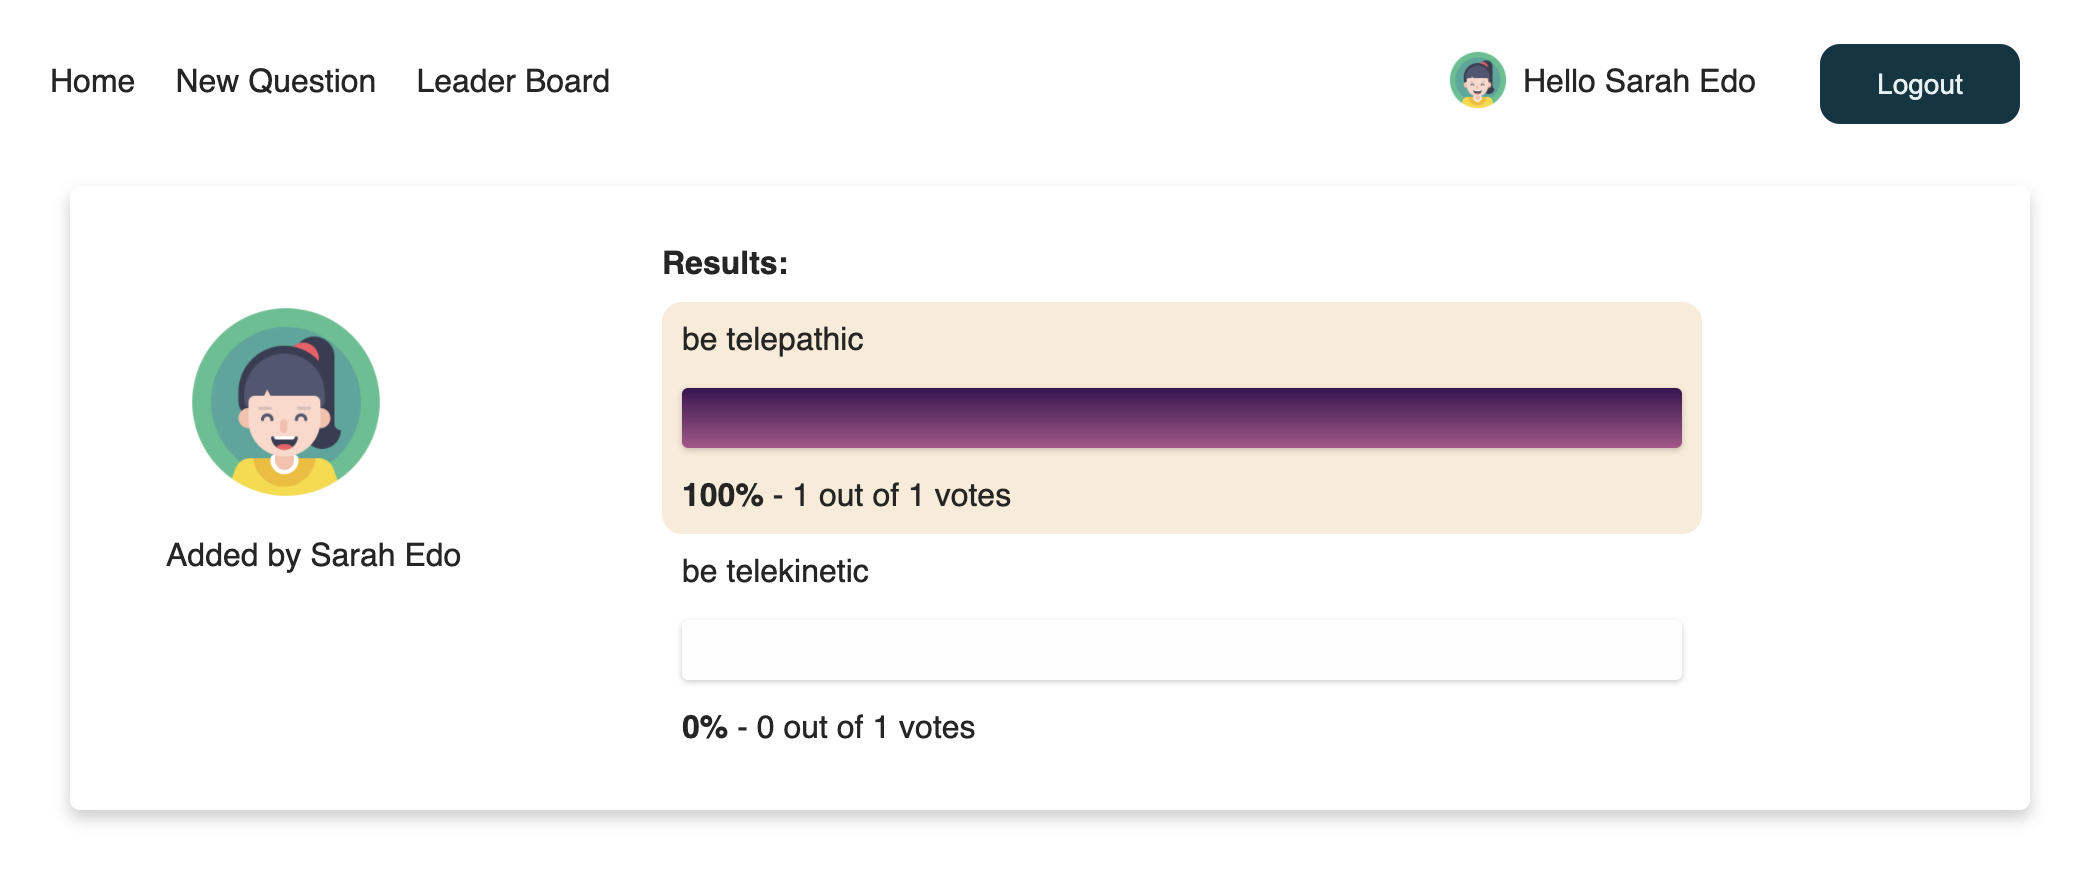 Home New Question Leader Board Hello Sarah Edo Logout
Results:
be telepathic
100% - 1 out of 1 votes
Added by Sarah Edo
be telekinetic
0% - 0 out of 1 votes